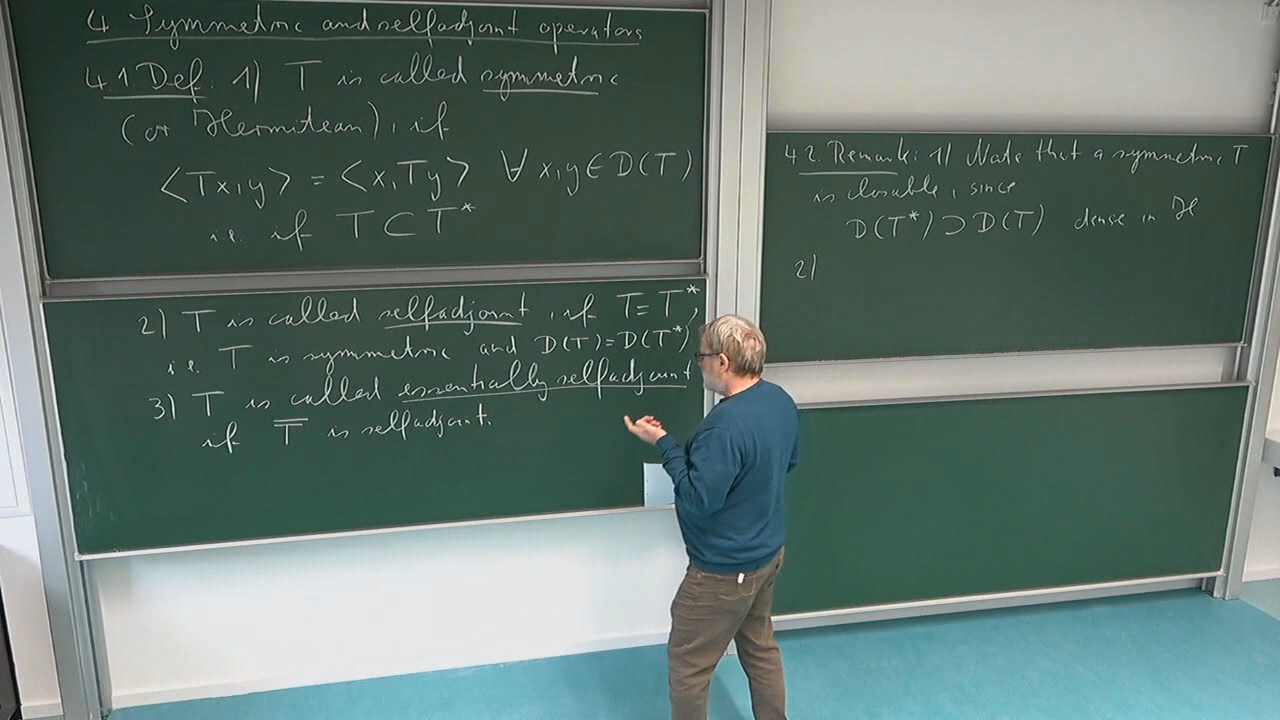 4 Symmetric and selfadjoint operators
4.1. Def. 1) T is called symmetric
(or Hermitean), if
<Tx,y> = <x,Ty> ∀ x,y ∈ D(T)
i.e. if T ⊂ T*
2) T is called selfadjoint, if T = T*,
i.e. T is symmetric and D(T) = D(T*)
3) T is called essentially selfadjoint
if T̅ is selfadjoint.
4.2. Remark: 1) Note that a symmetric T
is closable, since
D(T*) ⊃ D(T) dense in ℋ
2)